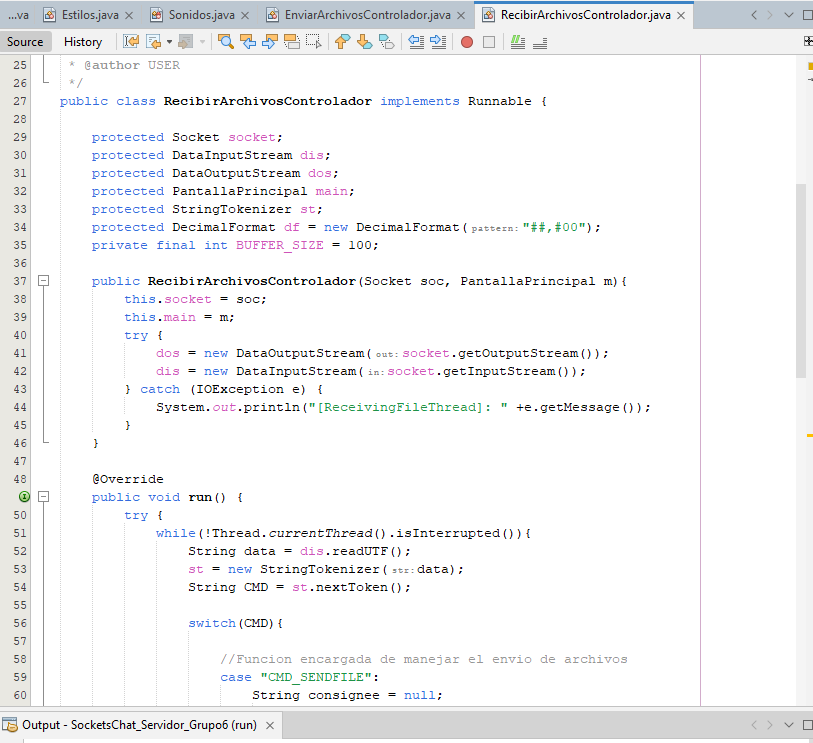 ...va Estilos.java Sonidos.java EnviarArchivosControlador.java RecibirArchivosControlador.java
Source History
25 * @author USER
26 */
27 public class RecibirArchivosControlador implements Runnable {
28
29 protected Socket socket;
30 protected DataInputStream dis;
31 protected DataOutputStream dos;
32 protected PantallaPrincipal main;
33 protected StringTokenizer st;
34 protected DecimalFormat df = new DecimalFormat( pattern: "##,#00");
35 private final int BUFFER_SIZE = 100;
36
37 public RecibirArchivosControlador(Socket soc, PantallaPrincipal m){
38 this.socket = soc;
39 this.main = m;
40 try {
41 dos = new DataOutputStream( out: socket.getOutputStream());
42 dis = new DataInputStream( in: socket.getInputStream());
43 } catch (IOException e) {
44 System.out.println("[ReceivingFileThread]: " +e.getMessage());
45 }
46 }
47
48 @Override
49 public void run() {
50 try {
51 while(!Thread.currentThread().isInterrupted()){
52 String data = dis.readUTF();
53 st = new StringTokenizer( str: data);
54 String CMD = st.nextToken();
55
56 switch(CMD){
57
58 //Funcion encargada de manejar el envio de archivos
59 case "CMD_SENDFILE":
60 String consignee = null;
Output - SocketsChat_Servidor_Grupo6 (run)